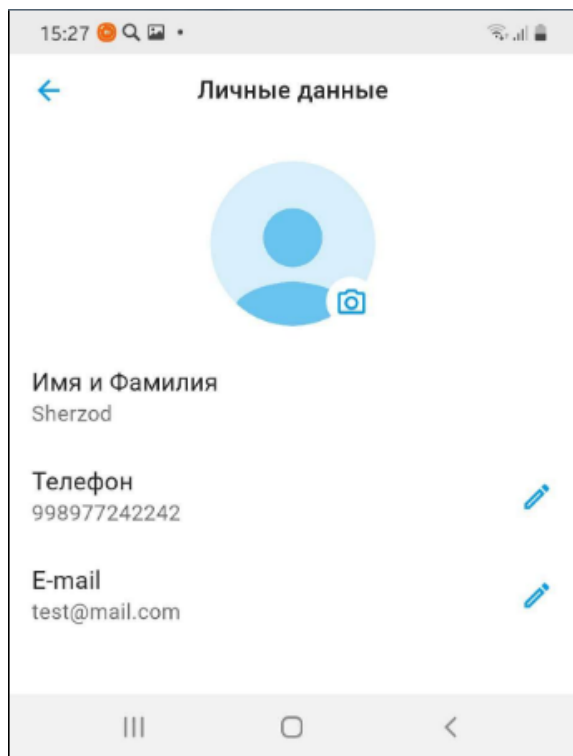 15:27
Личные данные
Имя и Фамилия
Sherzod
Телефон
998977242242
E-mail
test@mail.com